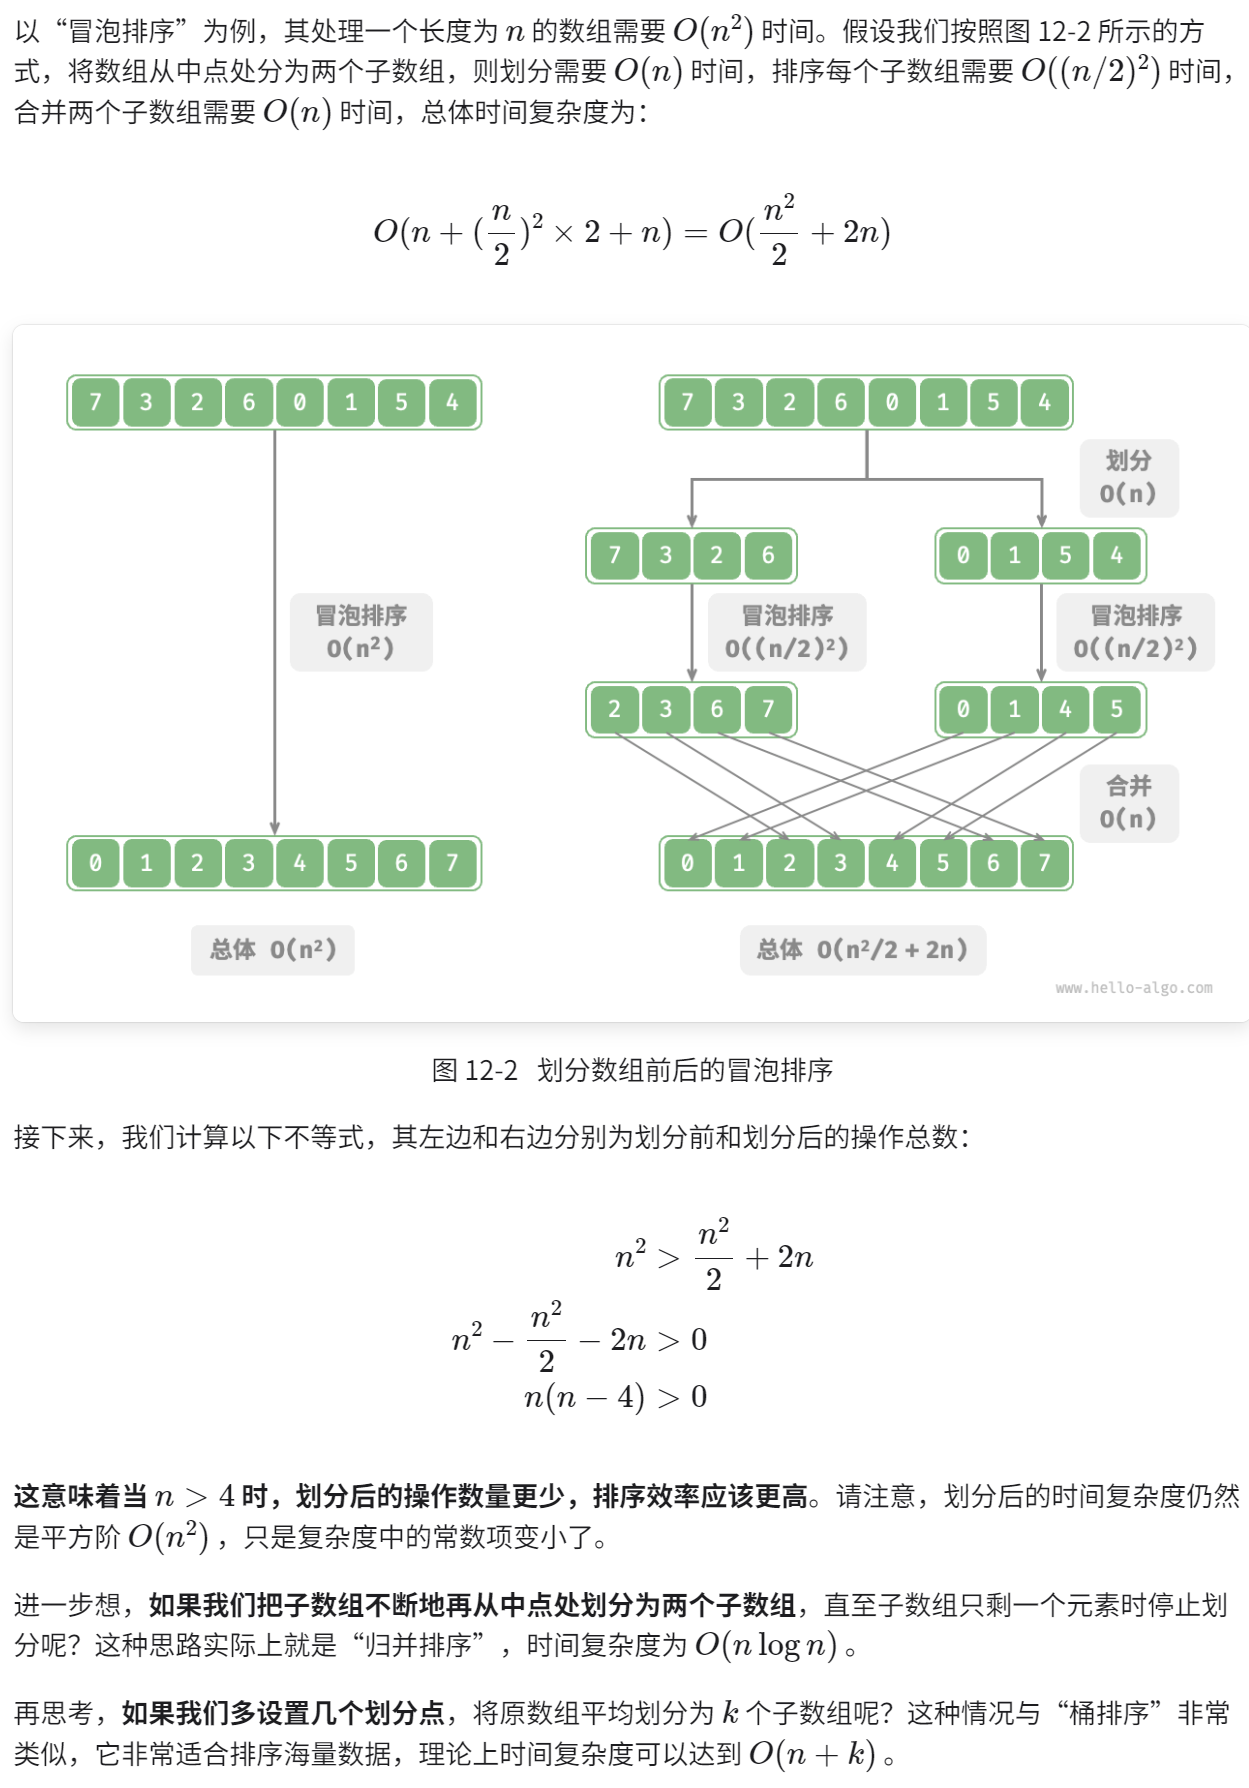 以“冒泡排序”为例，其处理一个长度为 n 的数组需要 O(n²) 时间。假设我们按照图 12-2 所示的方
式，将数组从中点处分为两个子数组，则划分需要 O(n) 时间，排序每个子数组需要 O((n/2)²) 时间，
合并两个子数组需要 O(n) 时间，总体时间复杂度为：
O(n + (n/2)² × 2 + n) = O(n²/2 + 2n)
7 3 2 6 0 1 5 4
7 3 2 6 0 1 5 4
划分
O(n)
7 3 2 6
0 1 5 4
冒泡排序
O(n²)
冒泡排序
O((n/2)²)
冒泡排序
O((n/2)²)
2 3 6 7
0 1 4 5
合并
O(n)
0 1 2 3 4 5 6 7
0 1 2 3 4 5 6 7
总体 O(n²)
总体 O(n²/2 + 2n)
www.hello-algo.com
图 12-2 划分数组前后的冒泡排序
接下来，我们计算以下不等式，其左边和右边分别为划分前和划分后的操作总数：
n² > n²/2 + 2n
n² − n²/2 − 2n > 0
n(n − 4) > 0
这意味着当 n > 4 时，划分后的操作数量更少，排序效率应该更高。请注意，划分后的时间复杂度仍然
是平方阶 O(n²) ，只是复杂度中的常数项变小了。
进一步想，如果我们把子数组不断地再从中点处划分为两个子数组，直至子数组只剩一个元素时停止划
分呢？这种思路实际上就是“归并排序”，时间复杂度为 O(n log n) 。
再思考，如果我们多设置几个划分点，将原数组平均划分为 k 个子数组呢？这种情况与“桶排序”非常
类似，它非常适合排序海量数据，理论上时间复杂度可以达到 O(n + k) 。